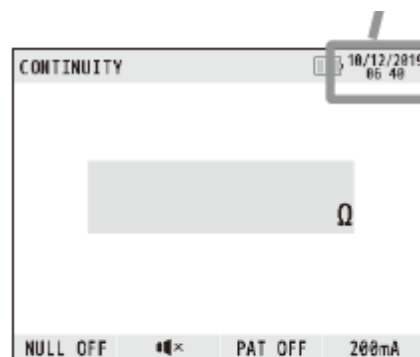 CONTINUITY
10/12/2019
06 40
Ω
NULL OFF
×
PAT OFF
200mA